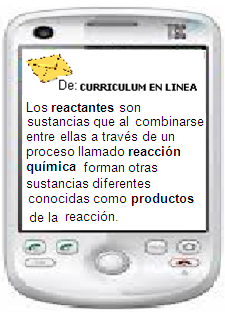 De: CURRICULUM EN LINEA
Los reactantes son
sustancias que al combinarse
entre ellas a través de un
proceso llamado reacción
química forman otras
sustancias diferentes
conocidas como productos
de la reacción.